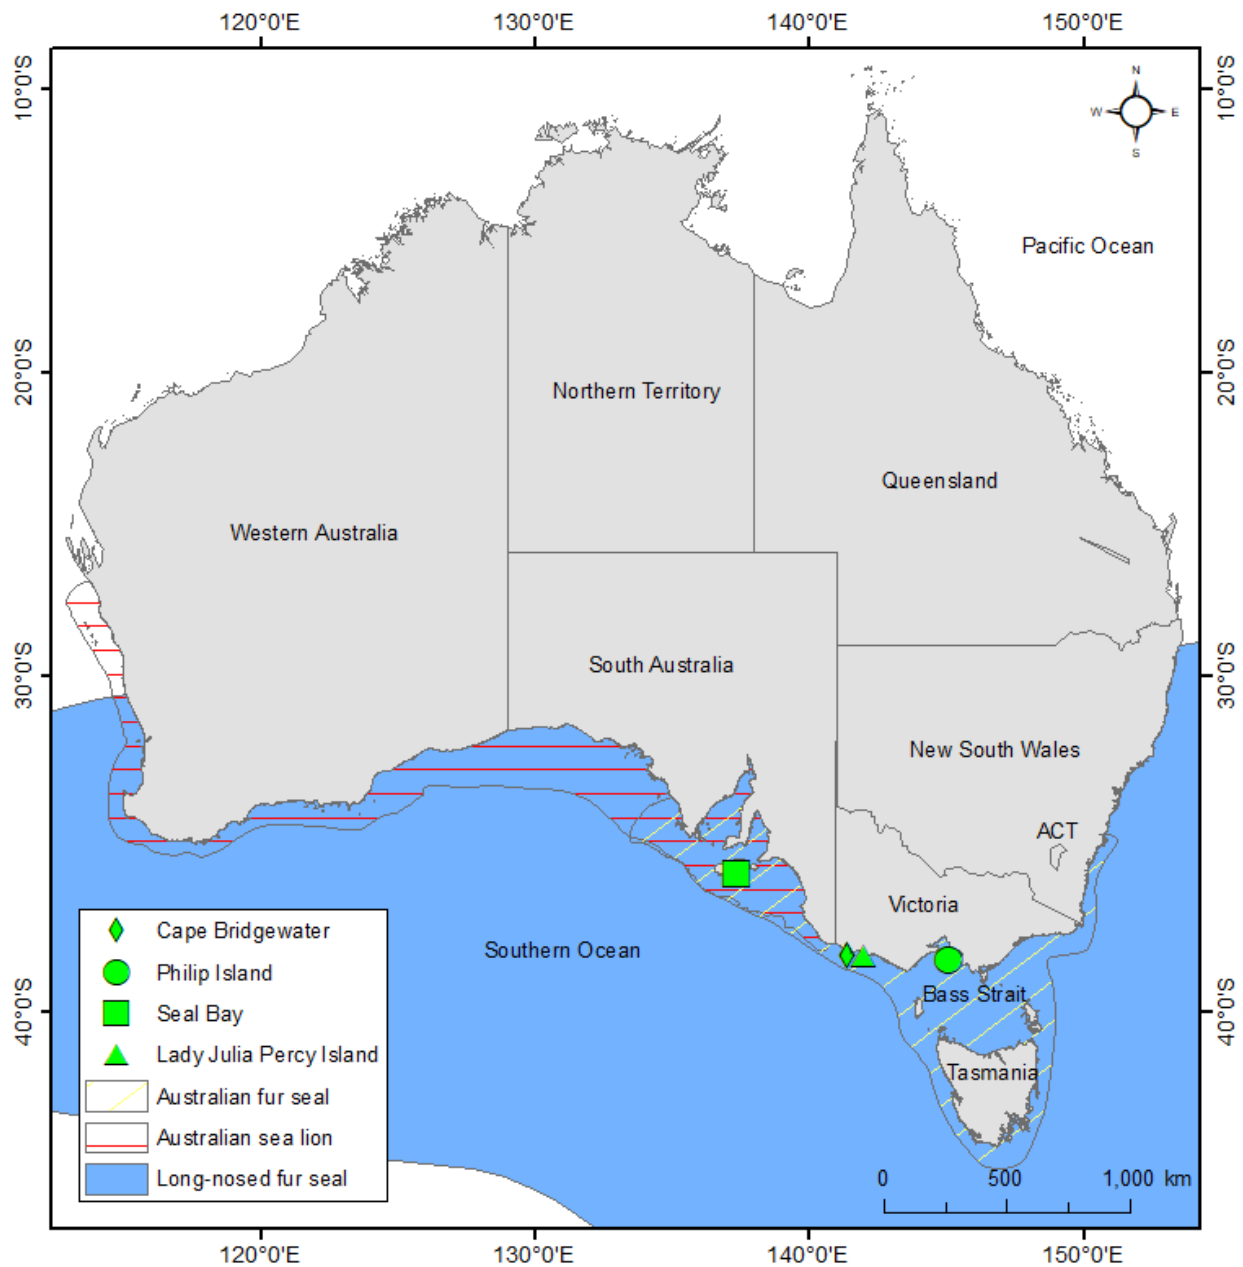 120°0'E 130°0'E 140°0'E 150°0'E
10°0'S
10°0'S
N
W E
S
Pacific Ocean
20°0'S
20°0'S
Northern Territory
Queensland
Western Australia
South Australia
30°0'S
30°0'S
New South Wales
ACT
Victoria
Southern Ocean
Bass Strait
40°0'S
40°0'S
Tasmania
Cape Bridgewater
Philip Island
Seal Bay
Lady Julia Percy Island
Australian fur seal
Australian sea lion
Long-nosed fur seal
0 500 1,000 km
120°0'E 130°0'E 140°0'E 150°0'E